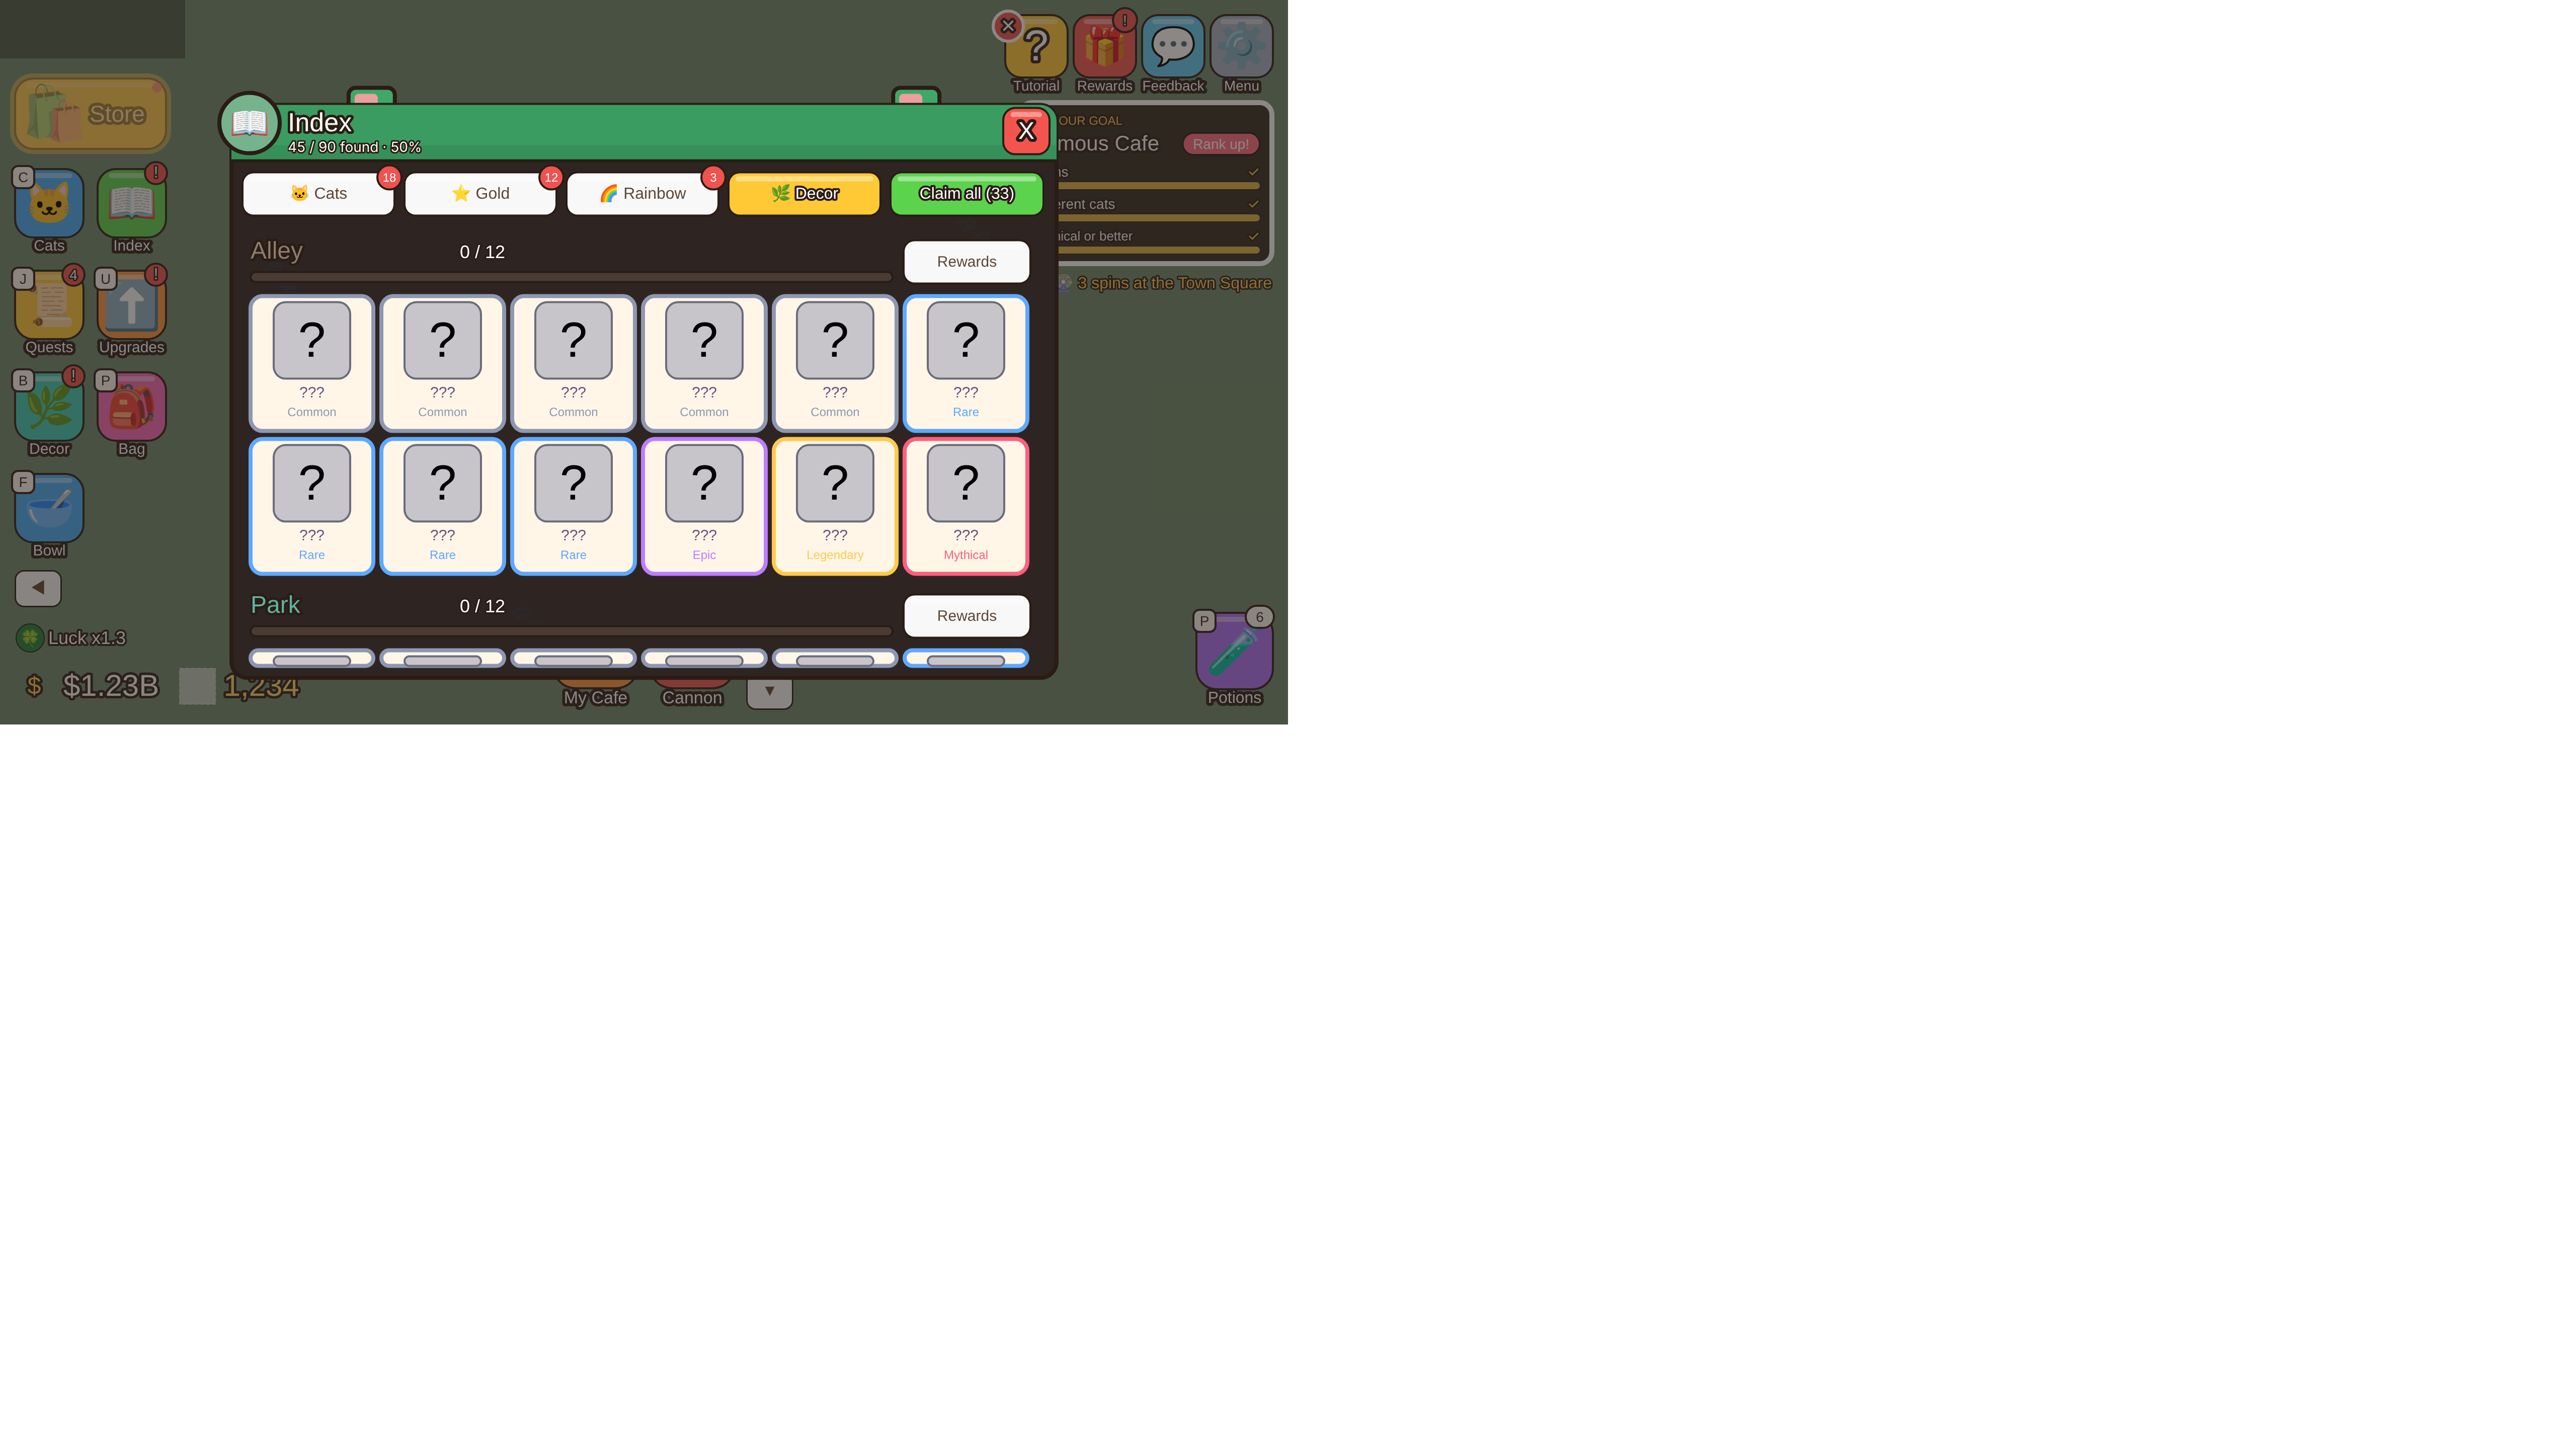 Store
C
Cats
!
Index
J
4
Quests
U
!
Upgrades
B
!
Decor
P
Bag
F
Bowl
Luck x1.3
$ $1.23B
1,234
Index
45 / 90 found · 50%
X
Cats
18
Gold
12
Rainbow
3
Decor
Claim all (33)
Alley
0 / 12
Rewards
?
???
Common
?
???
Common
?
???
Common
?
???
Common
?
???
Common
?
???
Rare
?
???
Rare
?
???
Rare
?
???
Rare
?
???
Epic
?
???
Legendary
?
???
Mythical
Park
0 / 12
Rewards
My Cafe
Cannon
?
Tutorial
!
Rewards
Feedback
Menu
OUR GOAL
mous Cafe
Rank up!
erent cats
ical or better
3 spins at the Town Square
P
6
Potions